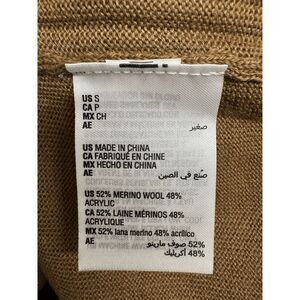 US S
CA P
MX CH
AE
صغير
US MADE IN CHINA
CA FABRIQUÉ EN CHINE
MX HECHO EN CHINA
AE
صنع في الصين
US 52% MERINO WOOL 48%
ACRYLIC
CA 52% LAINE MÉRINOS 48%
ACRYLIQUE
MX 52% lana merino 48% acrílico
AE
52% صوف مارينو
48% أكريليك